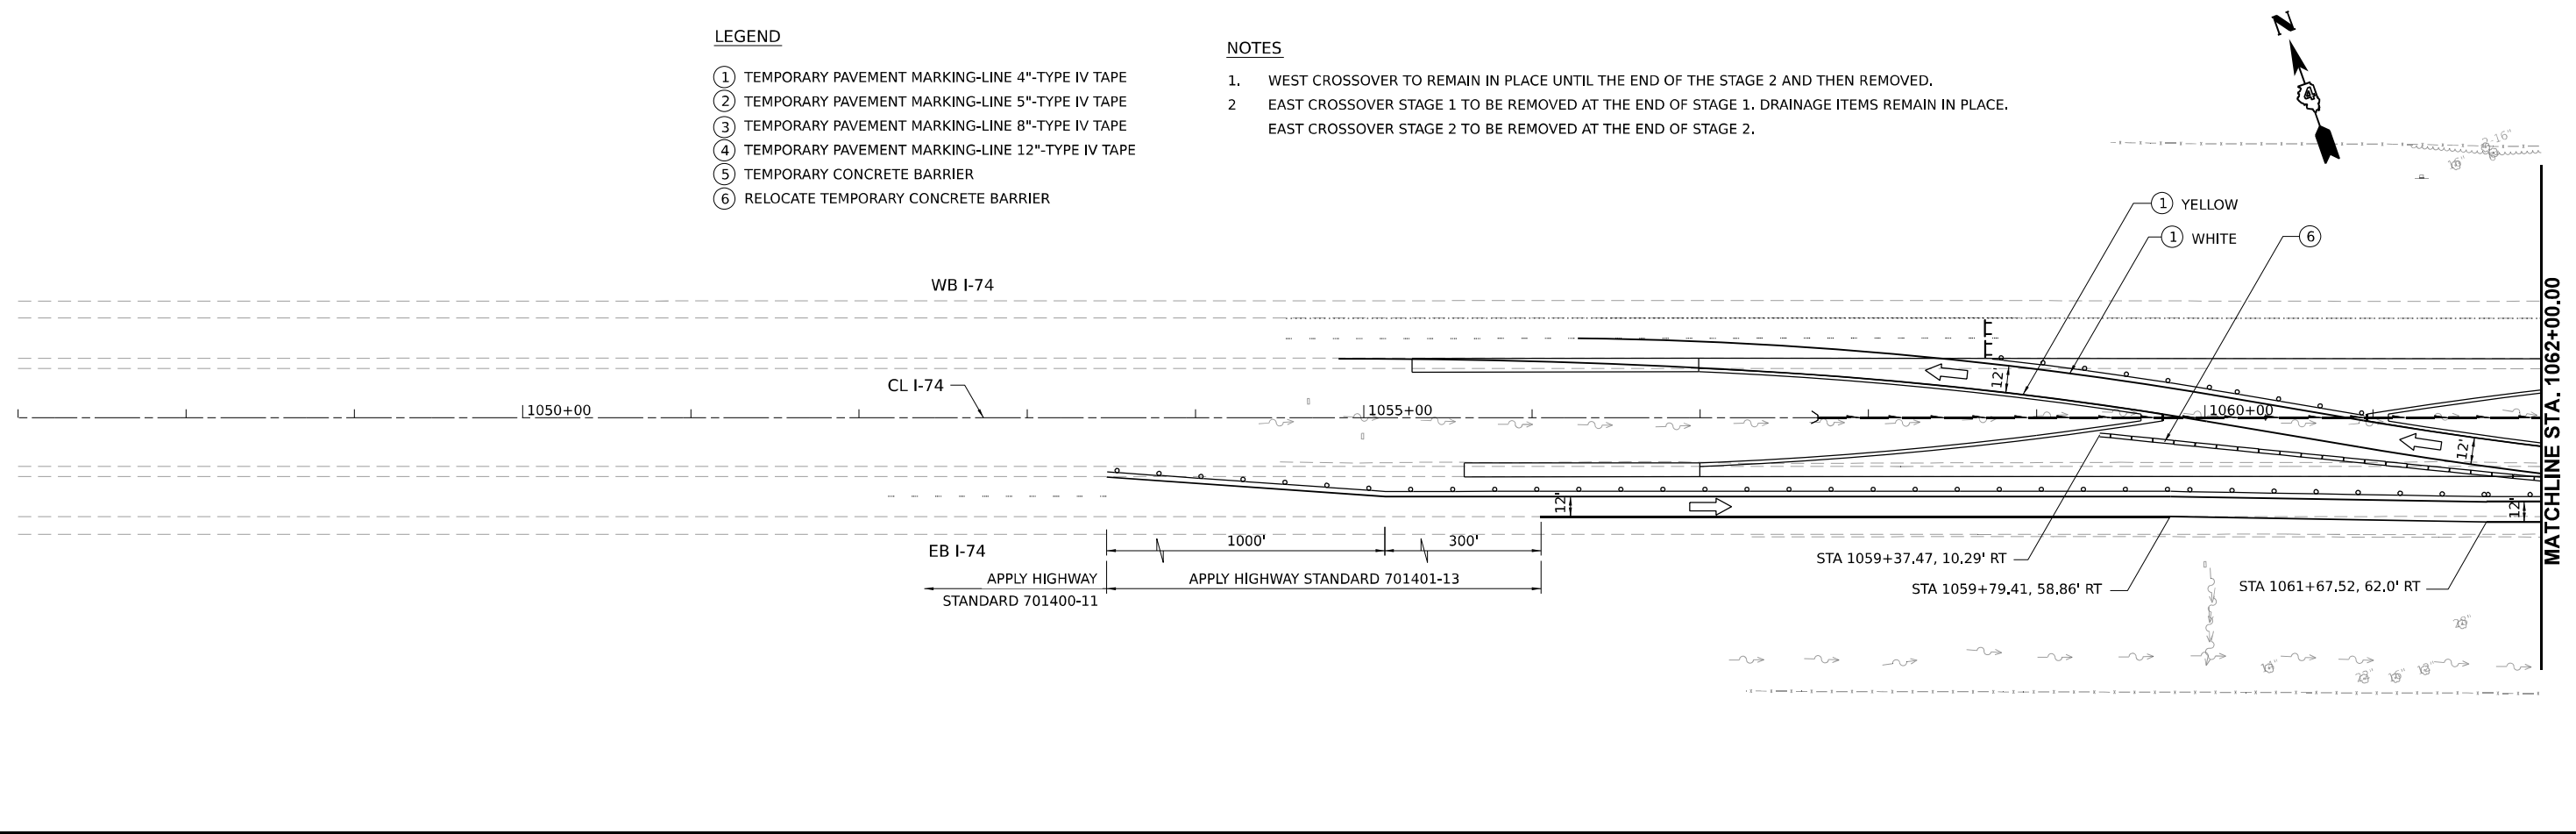 LEGEND
1 TEMPORARY PAVEMENT MARKING-LINE 4"-TYPE IV TAPE
2 TEMPORARY PAVEMENT MARKING-LINE 5"-TYPE IV TAPE
3 TEMPORARY PAVEMENT MARKING-LINE 8"-TYPE IV TAPE
4 TEMPORARY PAVEMENT MARKING-LINE 12"-TYPE IV TAPE
5 TEMPORARY CONCRETE BARRIER
6 RELOCATE TEMPORARY CONCRETE BARRIER
NOTES
1. WEST CROSSOVER TO REMAIN IN PLACE UNTIL THE END OF THE STAGE 2 AND THEN REMOVED.
2 EAST CROSSOVER STAGE 1 TO BE REMOVED AT THE END OF STAGE 1. DRAINAGE ITEMS REMAIN IN PLACE.
EAST CROSSOVER STAGE 2 TO BE REMOVED AT THE END OF STAGE 2.
N
4
2-16"
16"
1 YELLOW
1 WHITE
6
WB I-74
CL I-74
1050+00
1055+00
1060+00
12'
12'
12'
12'
EB I-74
1000'
300'
APPLY HIGHWAY
STANDARD 701400-11
APPLY HIGHWAY STANDARD 701401-13
STA 1059+37.47, 10.29' RT
STA 1059+79.41, 58.86' RT
STA 1061+67.52, 62.0' RT
MATCHLINE STA. 1062+00.00